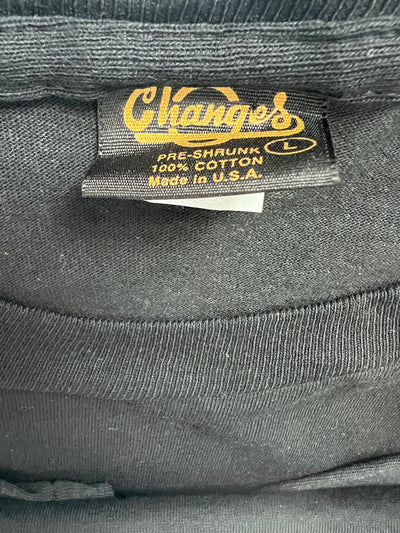 Changes
PRE-SHRUNK L
100% COTTON
Made in U.S.A.